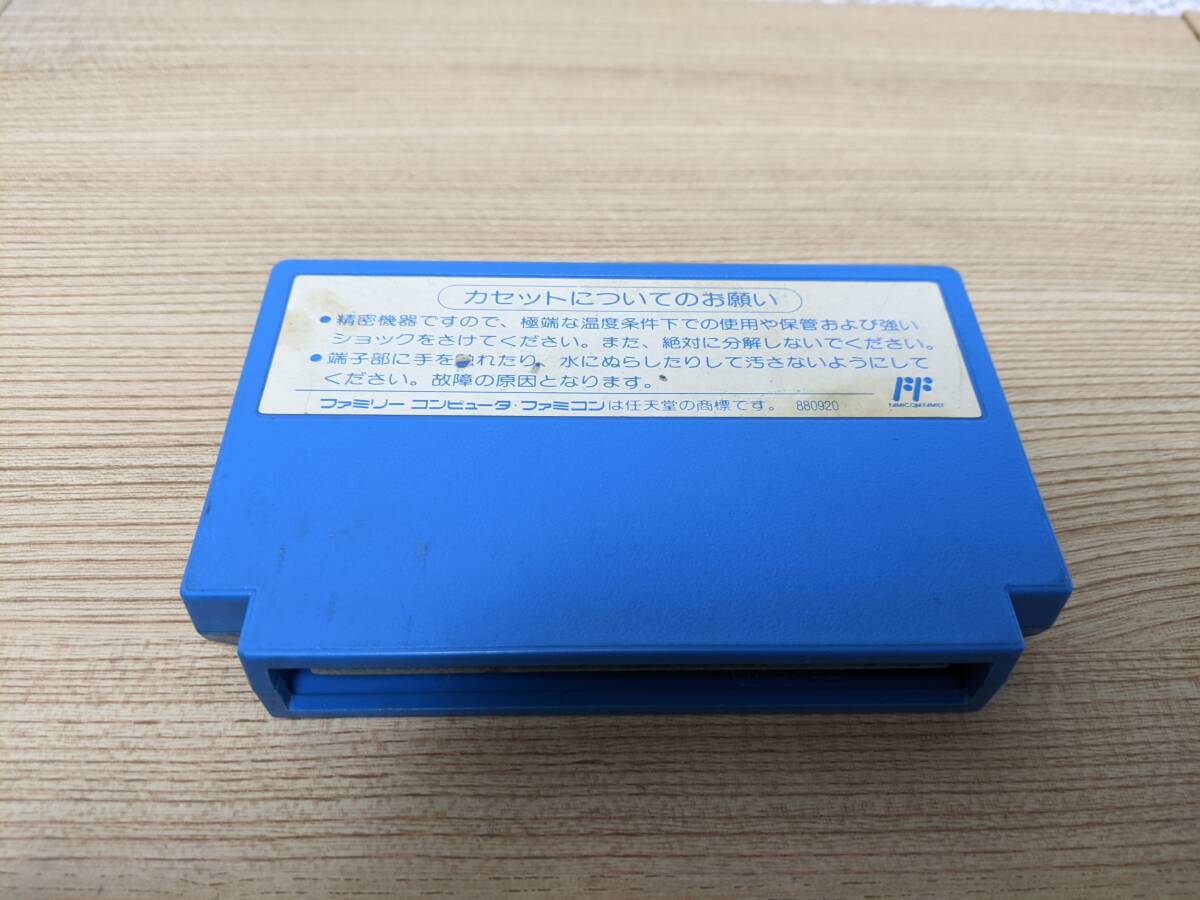 カセットについてのお願い
●精密機器ですので、極端な温度条件下での使用や保管および強い
ショックをさけてください。また、絶対に分解しないでください。
●端子部に手を触れたり、水にぬらしたりして汚さないようにして
ください。故障の原因となります。
FAMICOM FAMILY
ファミリー コンピュータ・ファミコンは任天堂の商標です。 880920